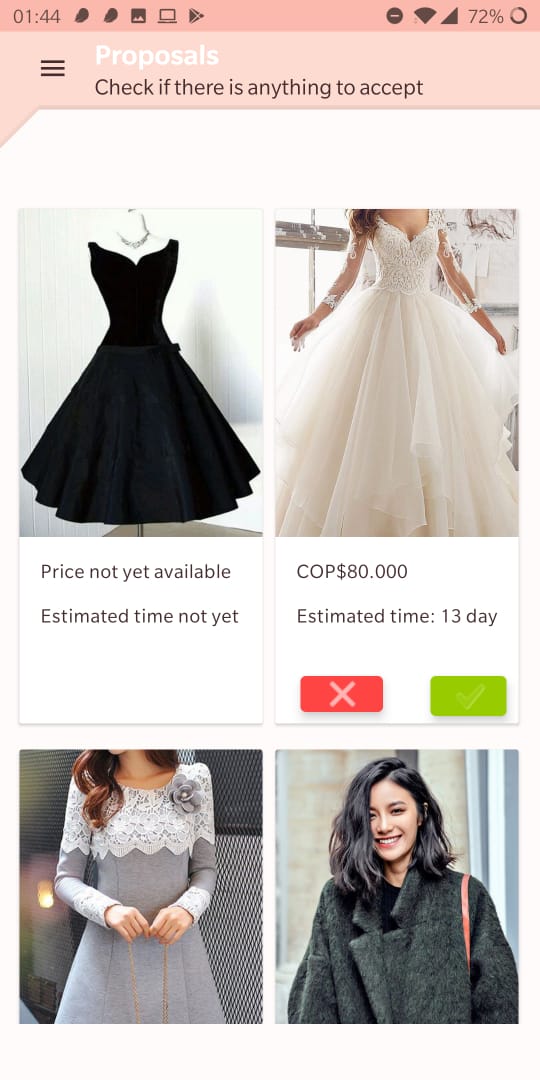 01:44
72%
Proposals
Check if there is anything to accept
Price not yet available
Estimated time not yet
COP$80.000
Estimated time: 13 day